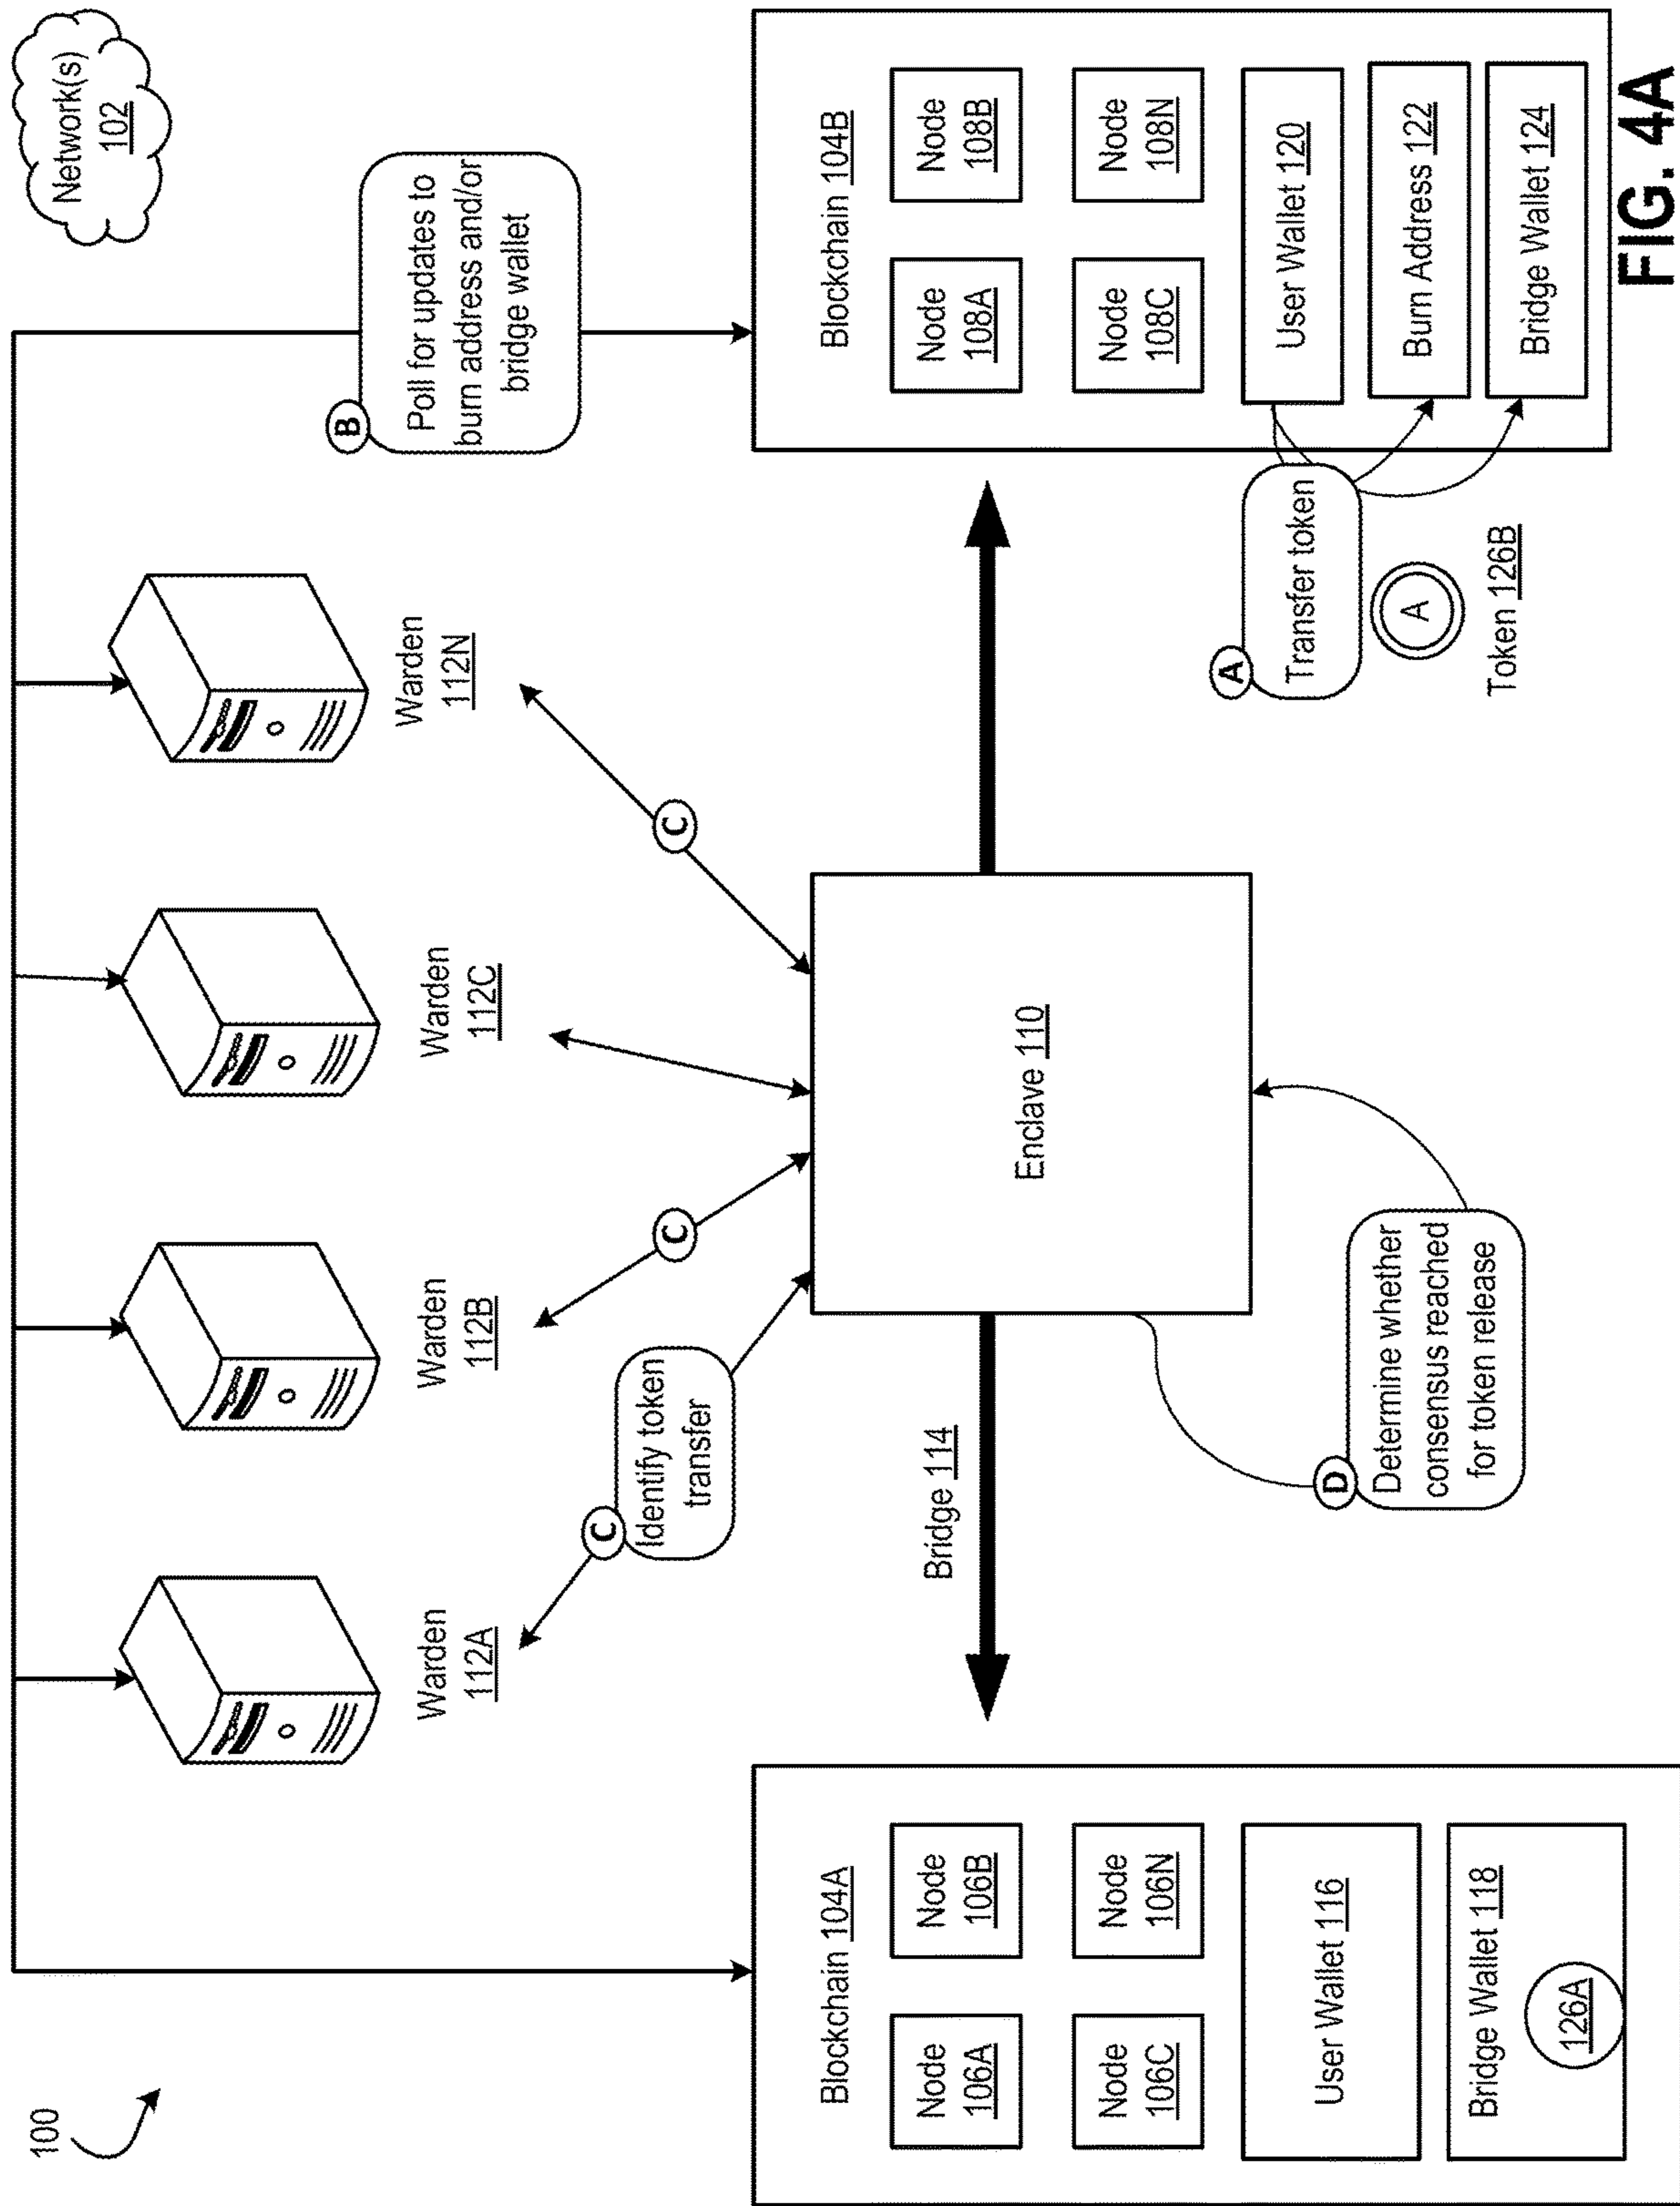 100
Network(s)
102
Warden
112A
Warden
112B
Warden
112C
Warden
112N
B
Poll for updates to
burn address and/or
bridge wallet
C
Identify token
transfer
C
C
Blockchain 104A
Node
106A
Node
106B
Node
106C
Node
106N
User Wallet 116
Bridge Wallet 118
126A
Bridge 114
Enclave 110
D
Determine whether
consensus reached
for token release
Blockchain 104B
Node
108A
Node
108B
Node
108C
Node
108N
User Wallet 120
Burn Address 122
Bridge Wallet 124
A
Transfer token
A
Token 126B
FIG. 4A